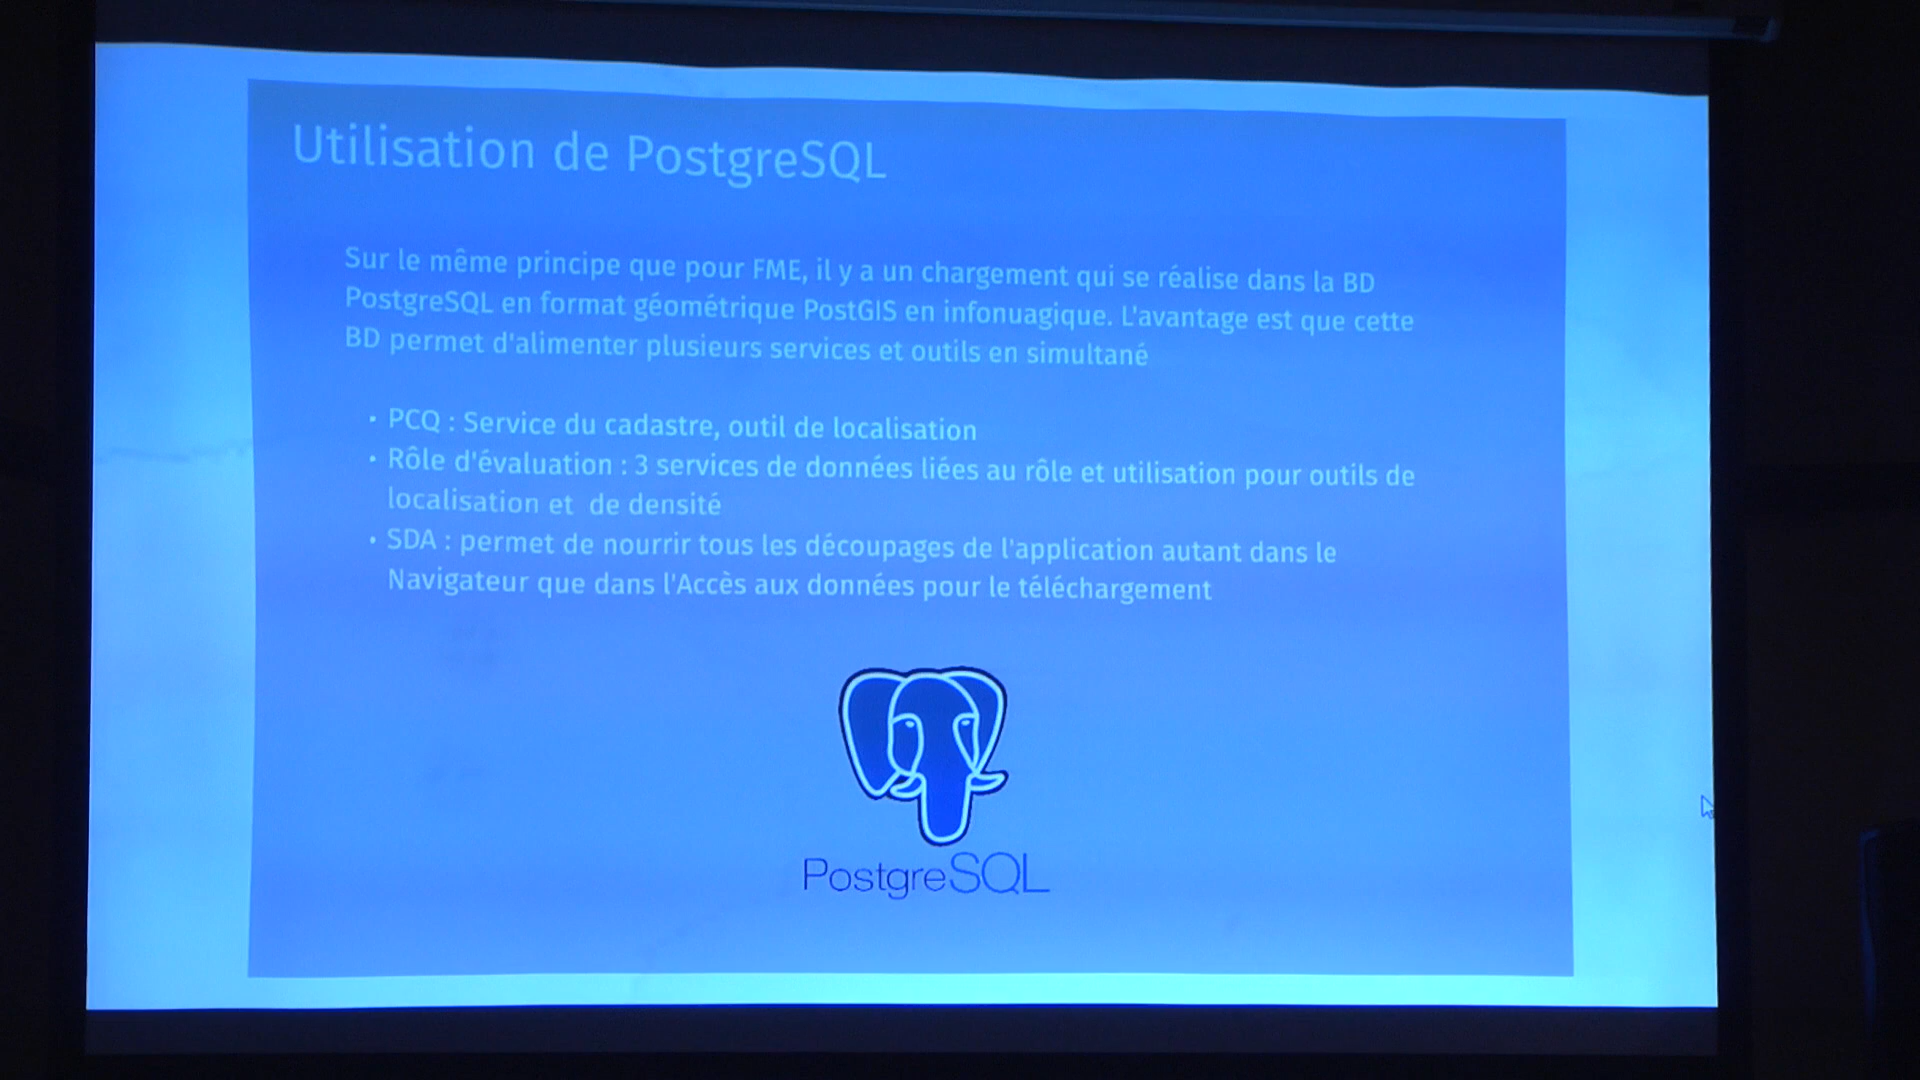 Utilisation de PostgreSQL
Sur le même principe que pour FME, il y a un chargement qui se réalise dans la BD
PostgreSQL en format géométrique PostGIS en infonuagique. L'avantage est que cette
BD permet d'alimenter plusieurs services et outils en simultané
• PCQ : Service du cadastre, outil de localisation
• Rôle d'évaluation : 3 services de données liées au rôle et utilisation pour outils de
localisation et de densité
• SDA : permet de nourrir tous les découpages de l'application autant dans le
Navigateur que dans l'Accès aux données pour le téléchargement
PostgreSQL